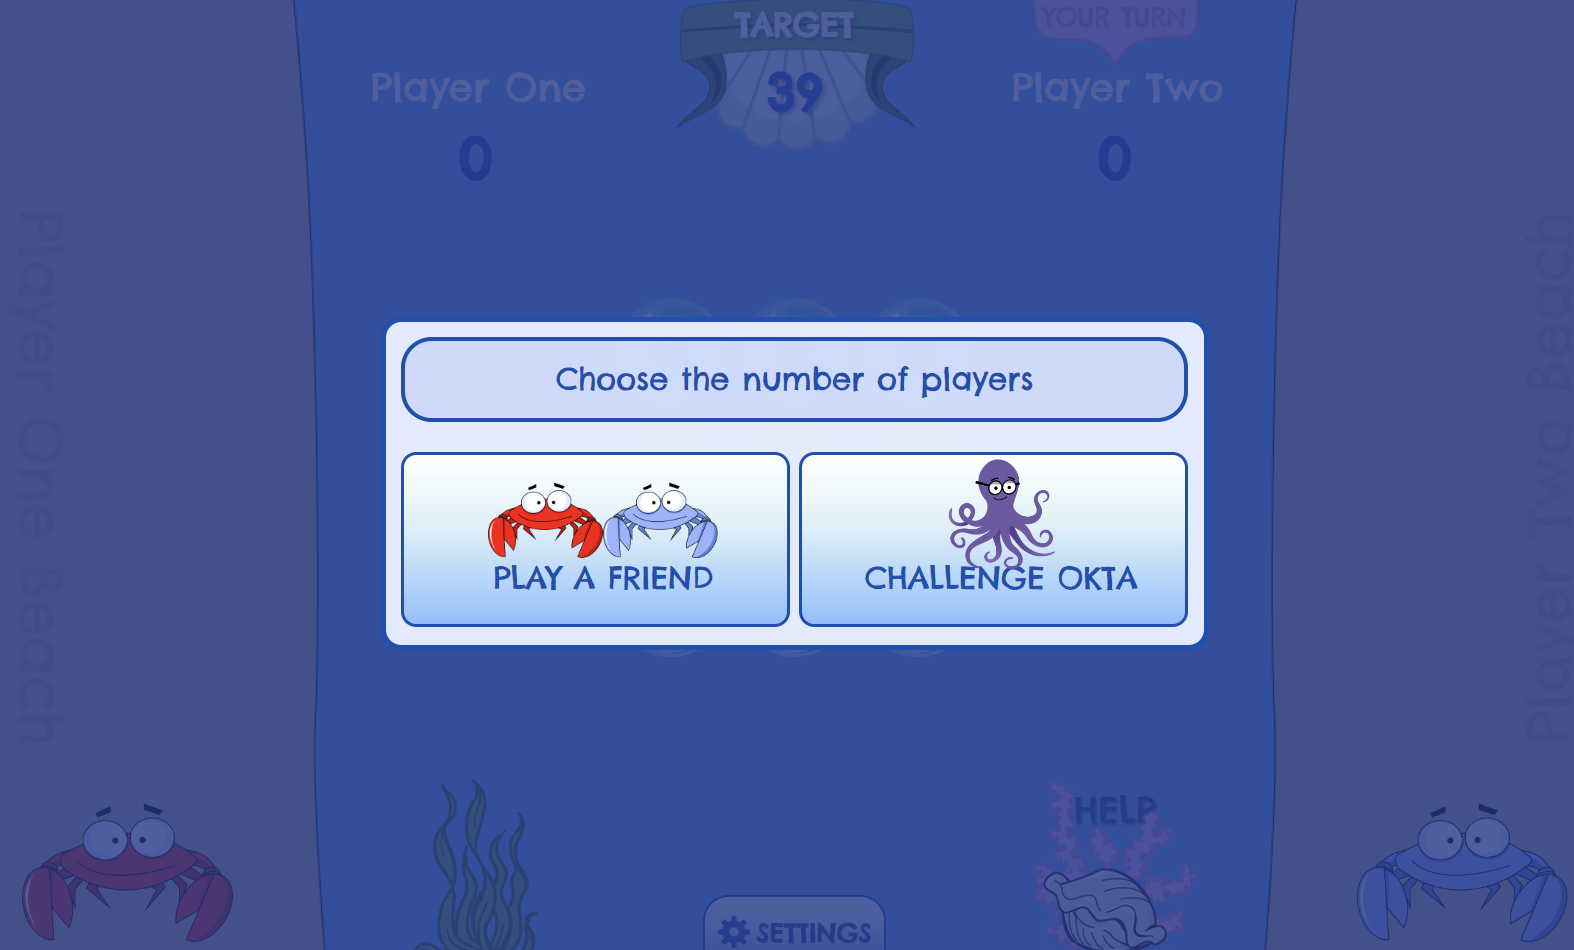 TARGET
YOUR TURN
Player One
39
Player Two
0
0
Player One Beach
Player Two Beach
Choose the number of players
PLAY A FRIEND
CHALLENGE OKTA
HELP
SETTINGS